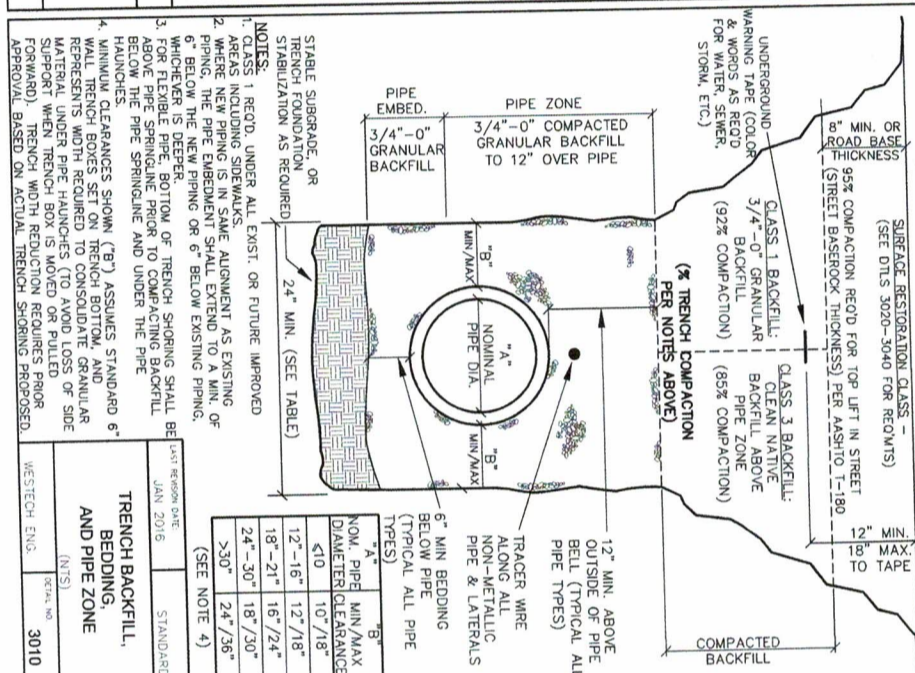 SURFACE RESTORATION CLASS –
(SEE DTLS 3020-3040 FOR REQ'MTS)
8" MIN. OR
ROAD BASE
THICKNESS
95% COMPACTION REQ'D FOR TOP LIFT IN STREET
(STREET BASEROCK THICKNESS) PER AASHTO T-180
12" MIN.
18" MAX.
TO TAPE
UNDERGROUND
WARNING TAPE (COLOR
& WORDS AS REQ'D
FOR WATER, SEWER,
STORM, ETC.)
CLASS 1 BACKFILL:
3/4"-0" GRANULAR
BACKFILL
(92% COMPACTION)
CLASS 3 BACKFILL:
CLEAN NATIVE
BACKFILL ABOVE
PIPE ZONE
(85% COMPACTION)
COMPACTED
BACKFILL
(% TRENCH COMPACTION
PER NOTES ABOVE)
PIPE ZONE
3/4"-0" COMPACTED
GRANULAR BACKFILL
TO 12" OVER PIPE
PIPE
EMBED.
3/4"-0"
GRANULAR
BACKFILL
"B"
MIN/MAX
"A"
NOMINAL
PIPE DIA.
"B"
MIN/MAX
12" MIN. ABOVE
OUTSIDE OF PIPE
BELL (TYPICAL ALL
PIPE TYPES)
TRACER WIRE
ALONG ALL
NON-METALLIC
PIPE & LATERALS
6" MIN BEDDING
BELOW PIPE
(TYPICAL ALL PIPE
TYPES)
STABLE SUBGRADE, OR
TRENCH FOUNDATION
STABILIZATION AS REQUIRED
24" MIN. (SEE TABLE)
"A" "B"
NOM. PIPE MIN/MAX
DIAMETER CLEARANCE
≤10 10"/18"
12"-16" 12"/18"
18"-21" 16"/24"
24"-30" 18"/30"
>30" 24"/36"
(SEE NOTE 4)
NOTES:
1. CLASS 1 REQ'D. UNDER ALL EXIST. OR FUTURE IMPROVED
AREAS INCLUDING SIDEWALKS.
2. WHERE NEW PIPING IS IN SAME ALIGNMENT AS EXISTING
PIPING, THE PIPE EMBEDMENT SHALL EXTEND TO A MIN. OF
6" BELOW THE NEW PIPING OR 6" BELOW EXISTING PIPING,
WHICHEVER IS DEEPER.
3. FOR FLEXIBLE PIPE, BOTTOM OF TRENCH SHORING SHALL BE
ABOVE PIPE SPRINGLINE PRIOR TO COMPACTING BACKFILL
BELOW THE PIPE SPRINGLINE AND UNDER THE PIPE
HAUNCHES.
4. MINIMUM CLEARANCES SHOWN ("B") ASSUMES STANDARD 6"
WALL TRENCH BOXES SET ON TRENCH BOTTOM, AND
REPRESENTS WIDTH REQUIRED TO CONSOLIDATE GRANULAR
MATERIAL UNDER PIPE HAUNCHES (TO AVOID LOSS OF SIDE
SUPPORT WHEN TRENCH BOX IS MOVED OR PULLED
FORWARD). TRENCH WIDTH REDUCTION REQUIRES PRIOR
APPROVAL BASED ON ACTUAL TRENCH SHORING PROPOSED.
LAST REVISION DATE:
JAN 2016
STANDARD
TRENCH BACKFILL,
BEDDING,
AND PIPE ZONE
(NTS)
WESTECH ENG.
DETAIL NO.
3010